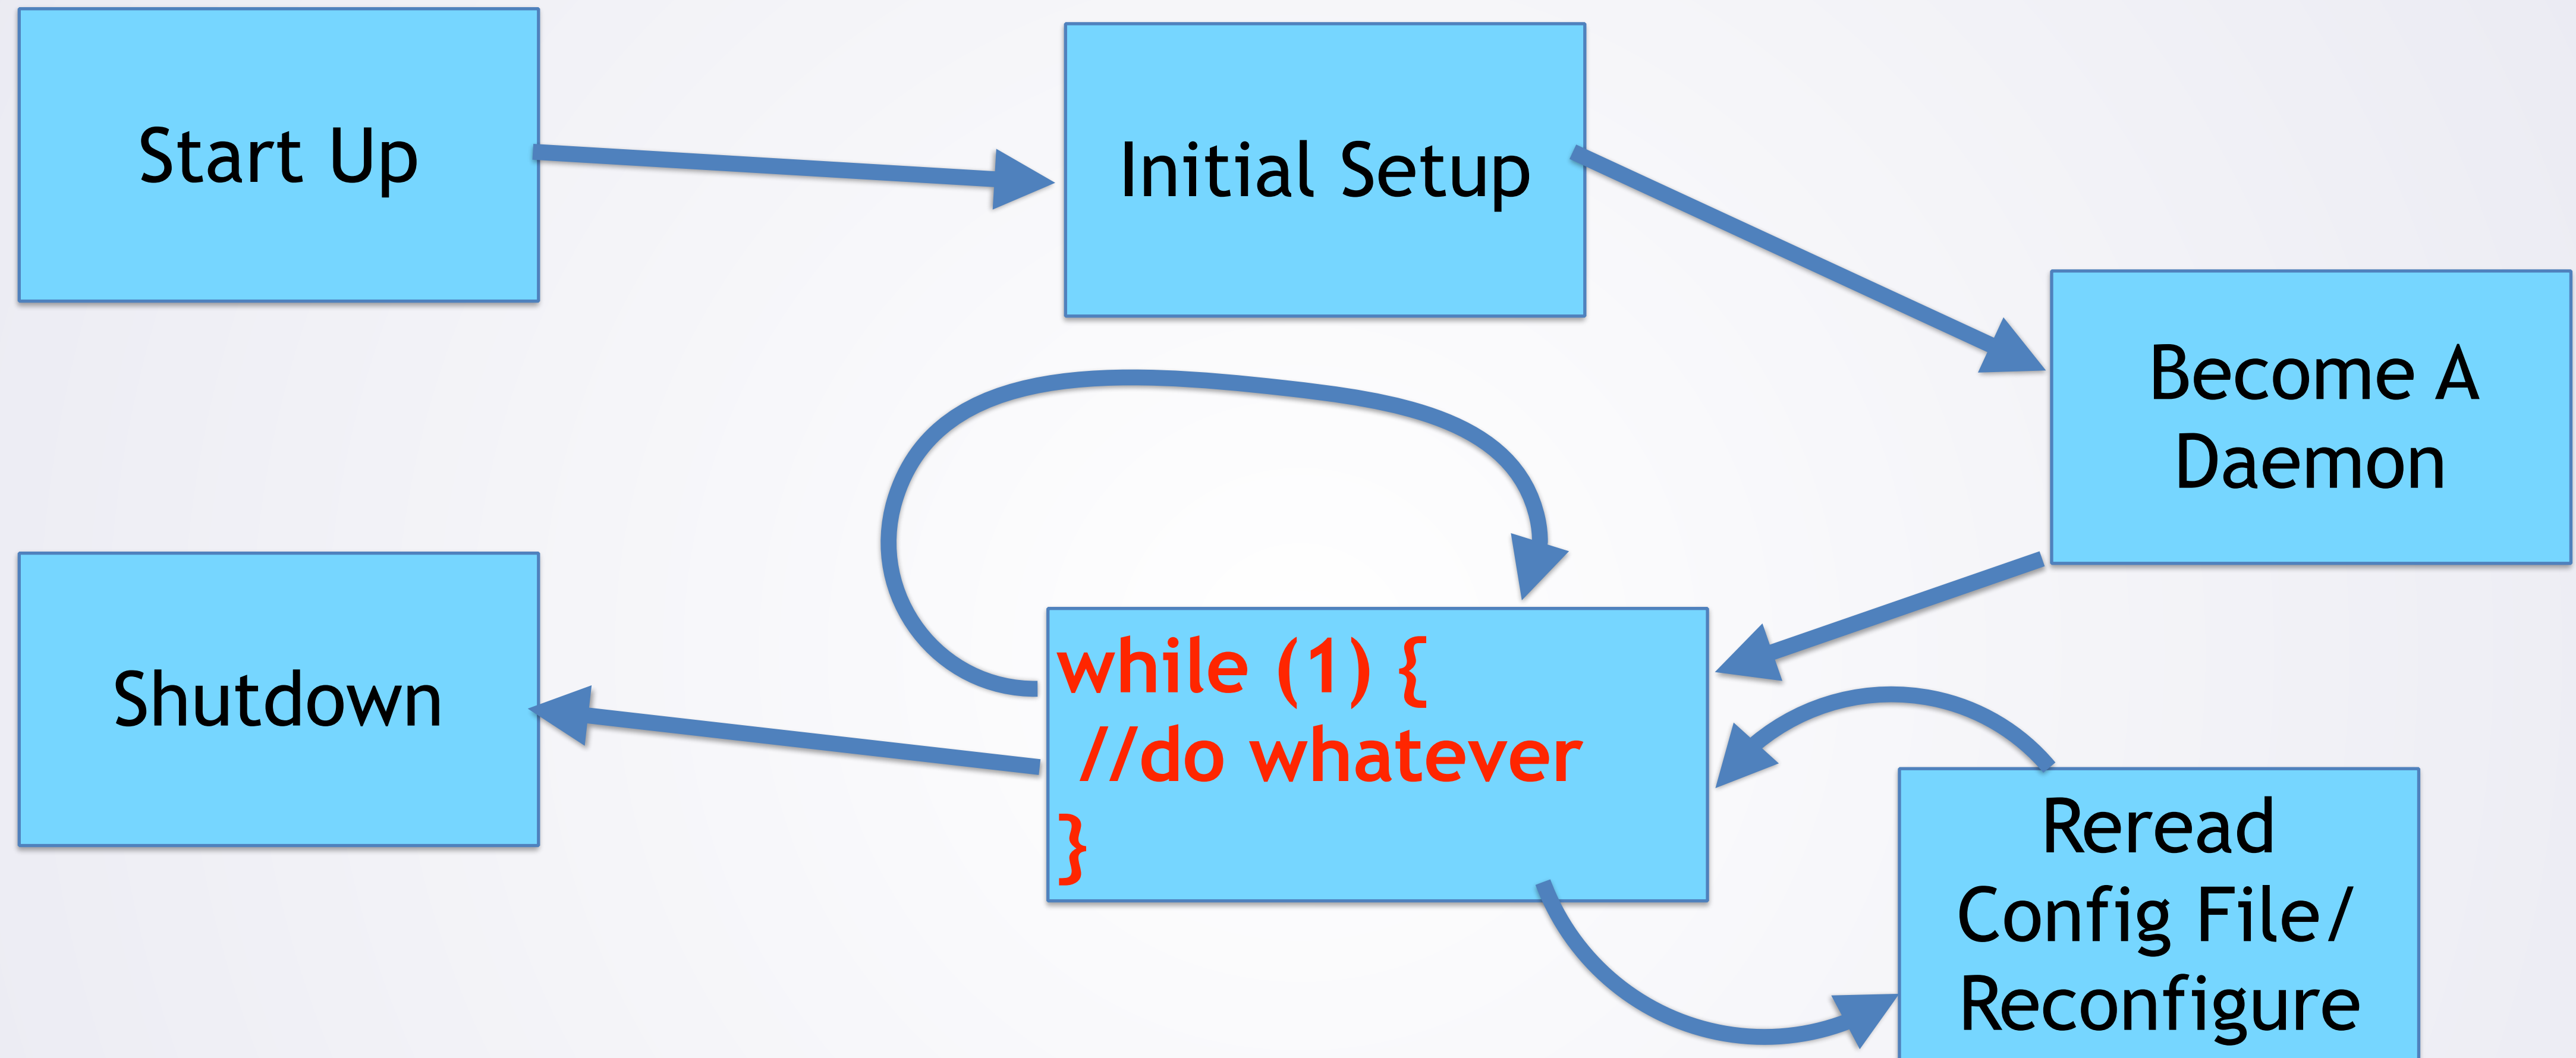 Start Up
Initial Setup
Become A
Daemon
Shutdown
while (1) {
//do whatever
}
Reread
Config File/
Reconfigure